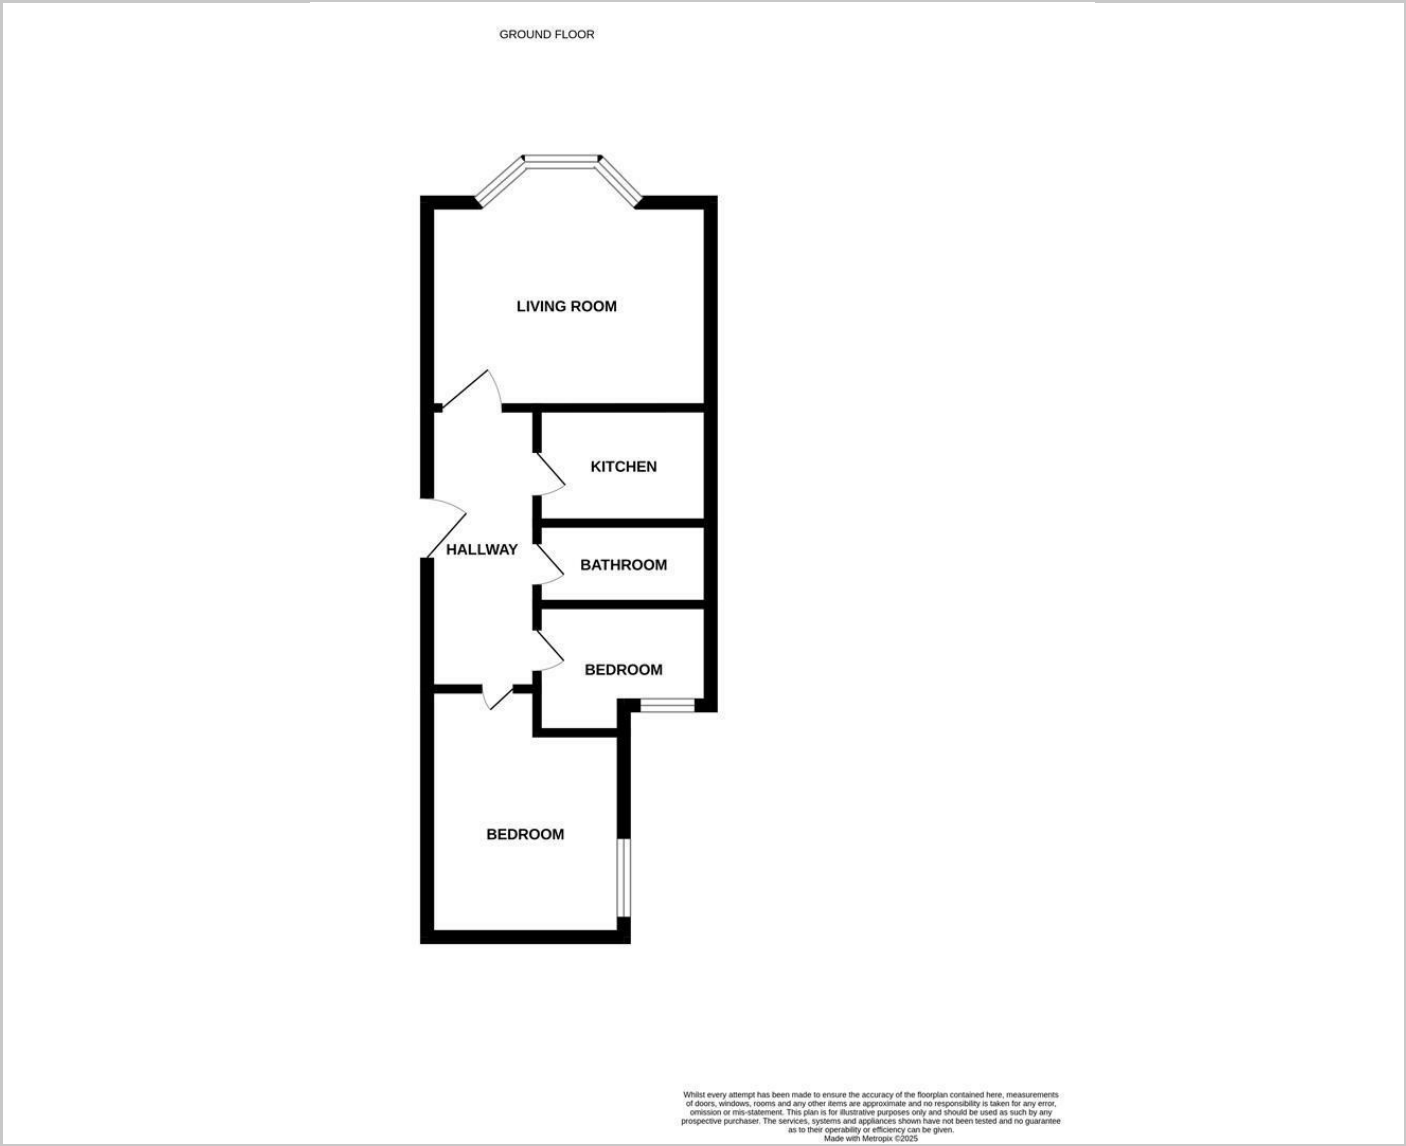 GROUND FLOOR
LIVING ROOM
KITCHEN
HALLWAY
BATHROOM
BEDROOM
BEDROOM
Whilst every attempt has been made to ensure the accuracy of the floorplan contained here, measurements
of doors, windows, rooms and any other items are approximate and no responsibility is taken for any error,
omission or mis-statement. This plan is for illustrative purposes only and should be used as such by any
prospective purchaser. The services, systems and appliances shown have not been tested and no guarantee
as to their operability or efficiency can be given.
Made with Metropix ©2025